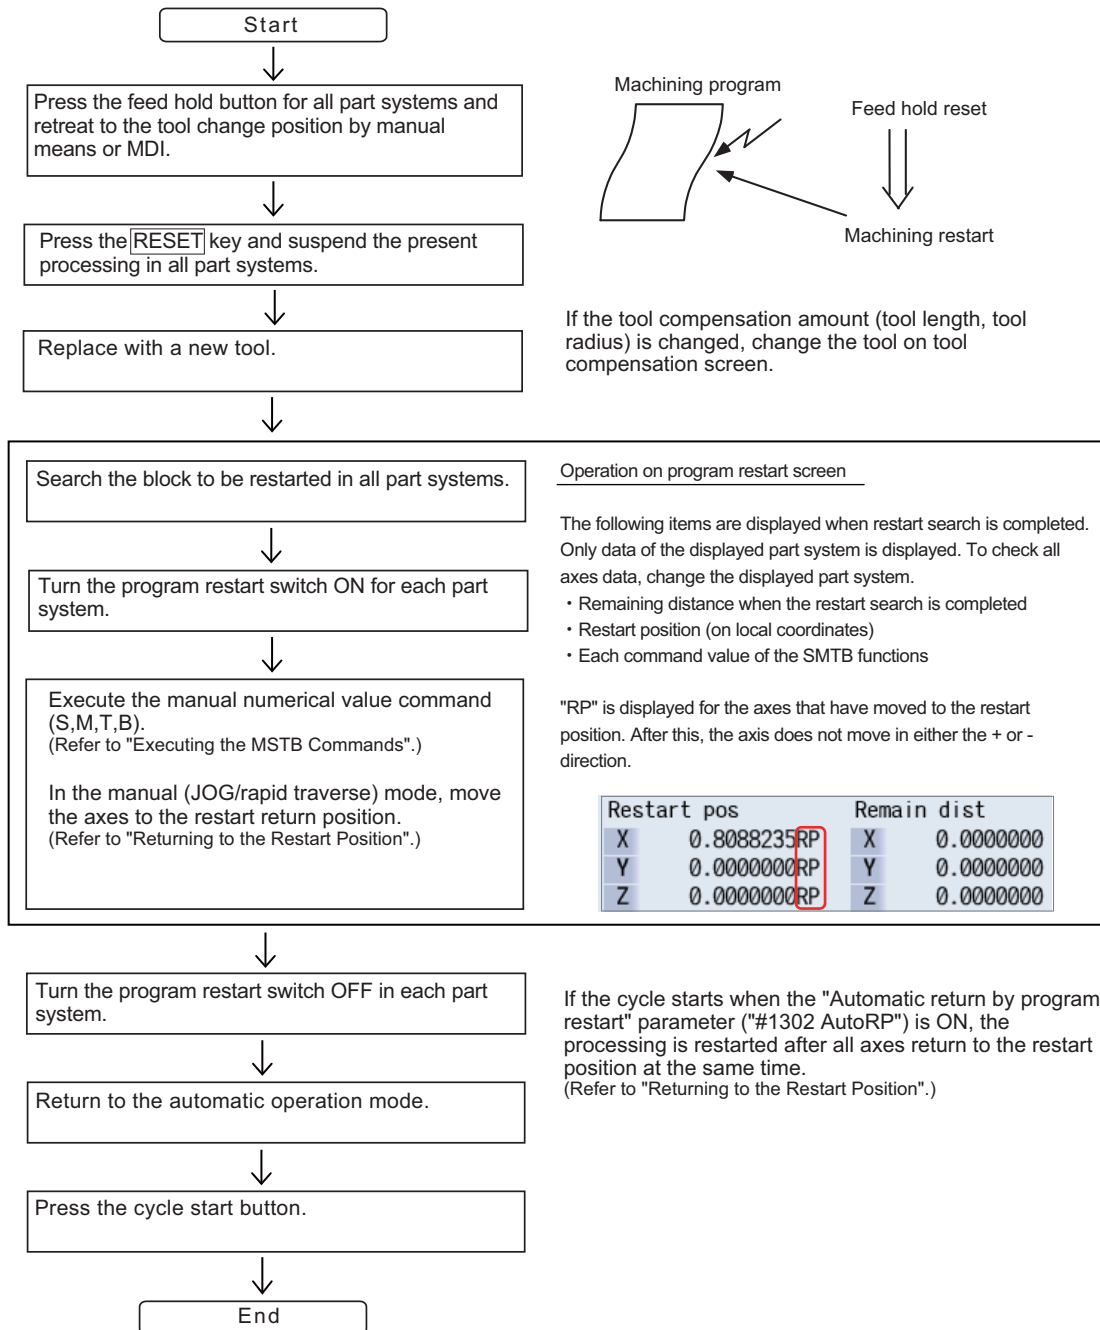 Start
Press the feed hold button for all part systems and
retreat to the tool change position by manual
means or MDI.
Machining program
Feed hold reset
Machining restart
Press the RESET key and suspend the present
processing in all part systems.
Replace with a new tool.
If the tool compensation amount (tool length, tool
radius) is changed, change the tool on tool
compensation screen.
Search the block to be restarted in all part systems.
Turn the program restart switch ON for each part
system.
Execute the manual numerical value command
(S,M,T,B).
(Refer to "Executing the MSTB Commands".)
In the manual (JOG/rapid traverse) mode, move
the axes to the restart return position.
(Refer to "Returning to the Restart Position".)
Operation on program restart screen
The following items are displayed when restart search is completed.
Only data of the displayed part system is displayed. To check all
axes data, change the displayed part system.
・Remaining distance when the restart search is completed
・Restart position (on local coordinates)
・Each command value of the SMTB functions
"RP" is displayed for the axes that have moved to the restart
position. After this, the axis does not move in either the + or -
direction.
Restart pos Remain dist
X 0.8088235RP X 0.0000000
Y 0.0000000RP Y 0.0000000
Z 0.0000000RP Z 0.0000000
Turn the program restart switch OFF in each part
system.
If the cycle starts when the "Automatic return by program
restart" parameter ("#1302 AutoRP") is ON, the
processing is restarted after all axes return to the restart
position at the same time.
(Refer to "Returning to the Restart Position".)
Return to the automatic operation mode.
Press the cycle start button.
End